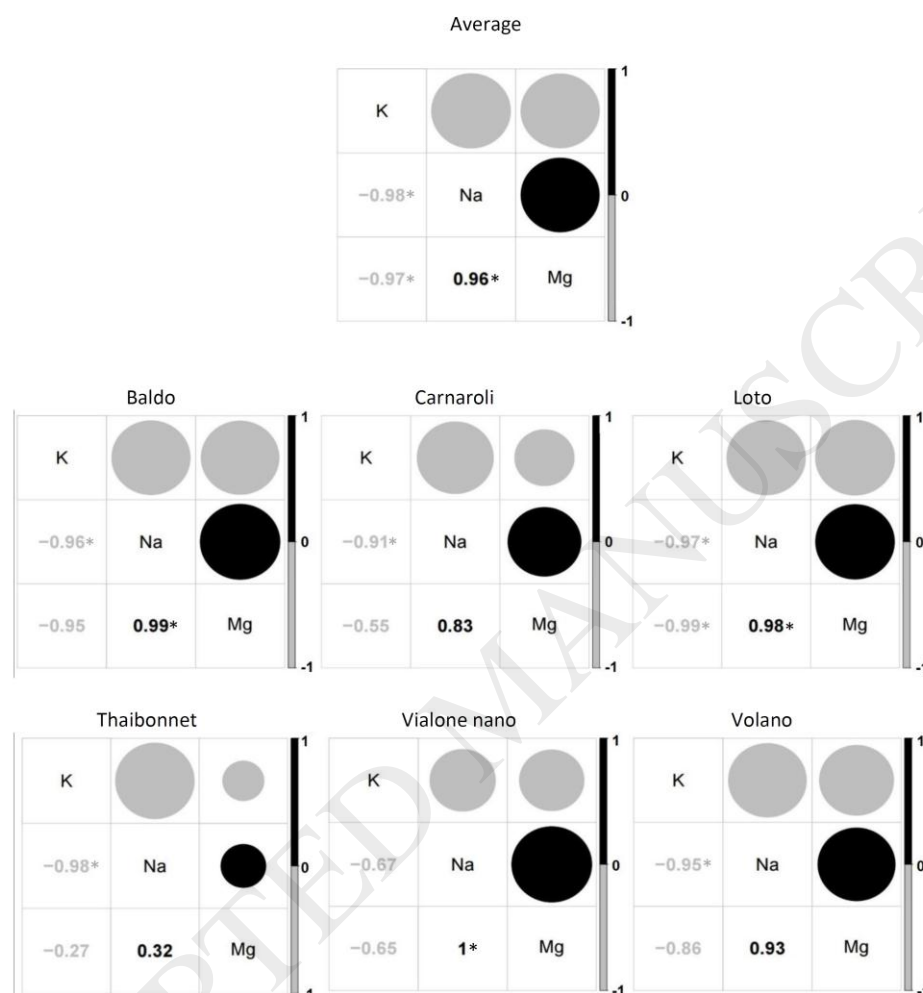 Average
1
K
−0.98* Na 0
−0.97* 0.96* Mg
-1
Baldo Carnaroli Loto
1 1 1
K K K
−0.96* Na 0 −0.91* Na 0 −0.97* Na 0
−0.95 0.99* Mg −0.55 0.83 Mg −0.99* 0.98* Mg
-1 -1 -1
Thaibonnet Vialone nano Volano
1 1 1
K K K
−0.98* Na 0 −0.67 Na 0 −0.95* Na 0
−0.27 0.32 Mg −0.65 1* Mg −0.86 0.93 Mg
-1 -1